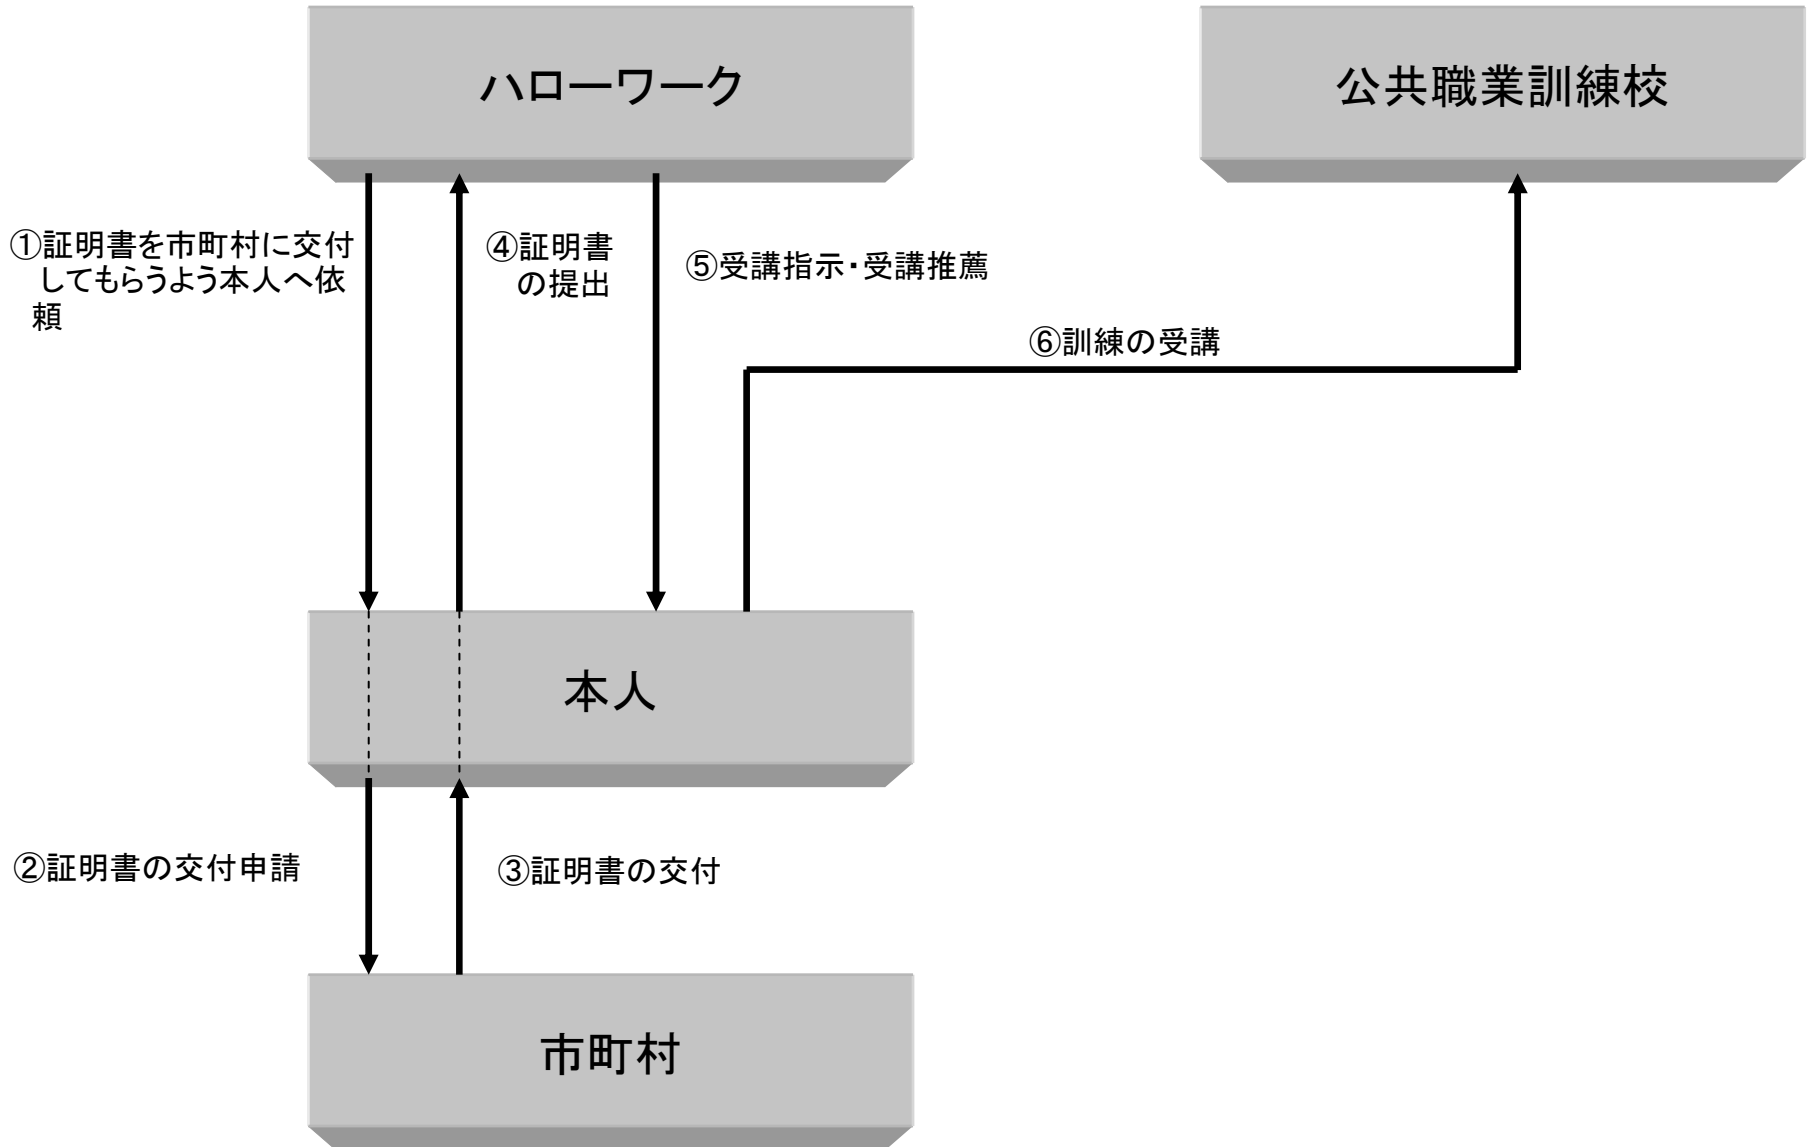 ハローワーク
公共職業訓練校
①証明書を市町村に交付
してもらうよう本人へ依
頼
④証明書
の提出
⑤受講指示・受講推薦
⑥訓練の受講
本人
②証明書の交付申請
③証明書の交付
市町村